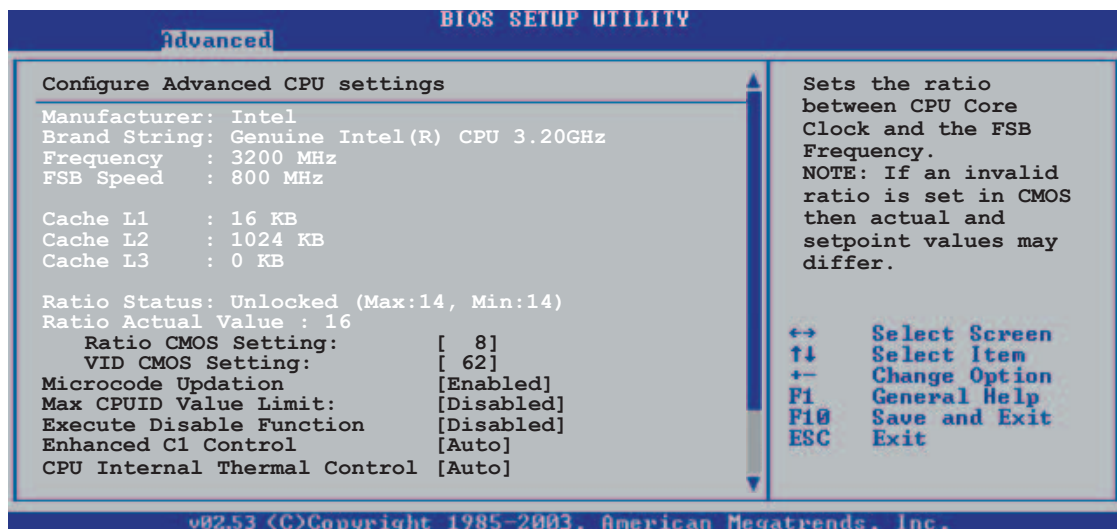 BIOS SETUP UTILITY
Advanced
Configure Advanced CPU settings
Manufacturer: Intel
Brand String: Genuine Intel(R) CPU 3.20GHz
Frequency : 3200 MHz
FSB Speed : 800 MHz
Cache L1 : 16 KB
Cache L2 : 1024 KB
Cache L3 : 0 KB
Ratio Status: Unlocked (Max:14, Min:14)
Ratio Actual Value : 16
Ratio CMOS Setting: [ 8]
VID CMOS Setting: [ 62]
Microcode Updation [Enabled]
Max CPUID Value Limit: [Disabled]
Execute Disable Function [Disabled]
Enhanced C1 Control [Auto]
CPU Internal Thermal Control [Auto]
Sets the ratio
between CPU Core
Clock and the FSB
Frequency.
NOTE: If an invalid
ratio is set in CMOS
then actual and
setpoint values may
differ.
←→ Select Screen
↑↓ Select Item
+- Change Option
F1 General Help
F10 Save and Exit
ESC Exit
v02.53 (C)Copyright 1985-2003, American Megatrends, Inc.